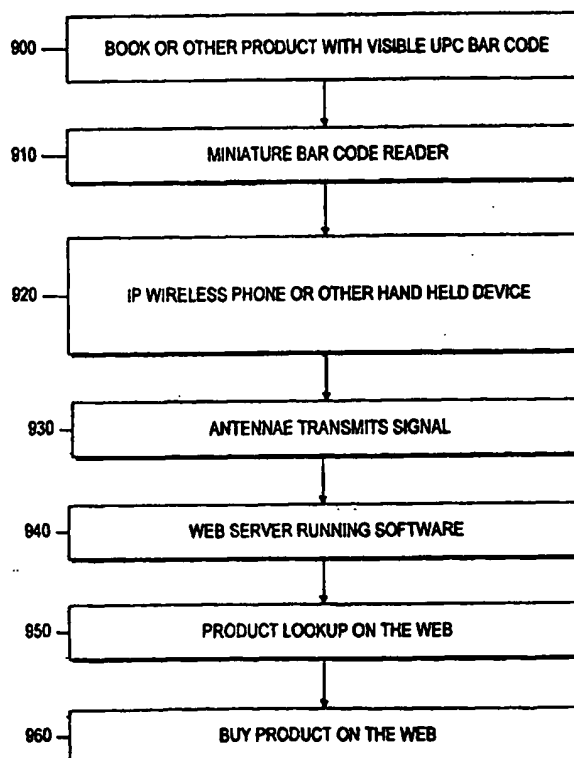 900 BOOK OR OTHER PRODUCT WITH VISIBLE UPC BAR CODE
910 MINIATURE BAR CODE READER
920 IP WIRELESS PHONE OR OTHER HAND HELD DEVICE
930 ANTENNAE TRANSMITS SIGNAL
940 WEB SERVER RUNNING SOFTWARE
950 PRODUCT LOOKUP ON THE WEB
960 BUY PRODUCT ON THE WEB